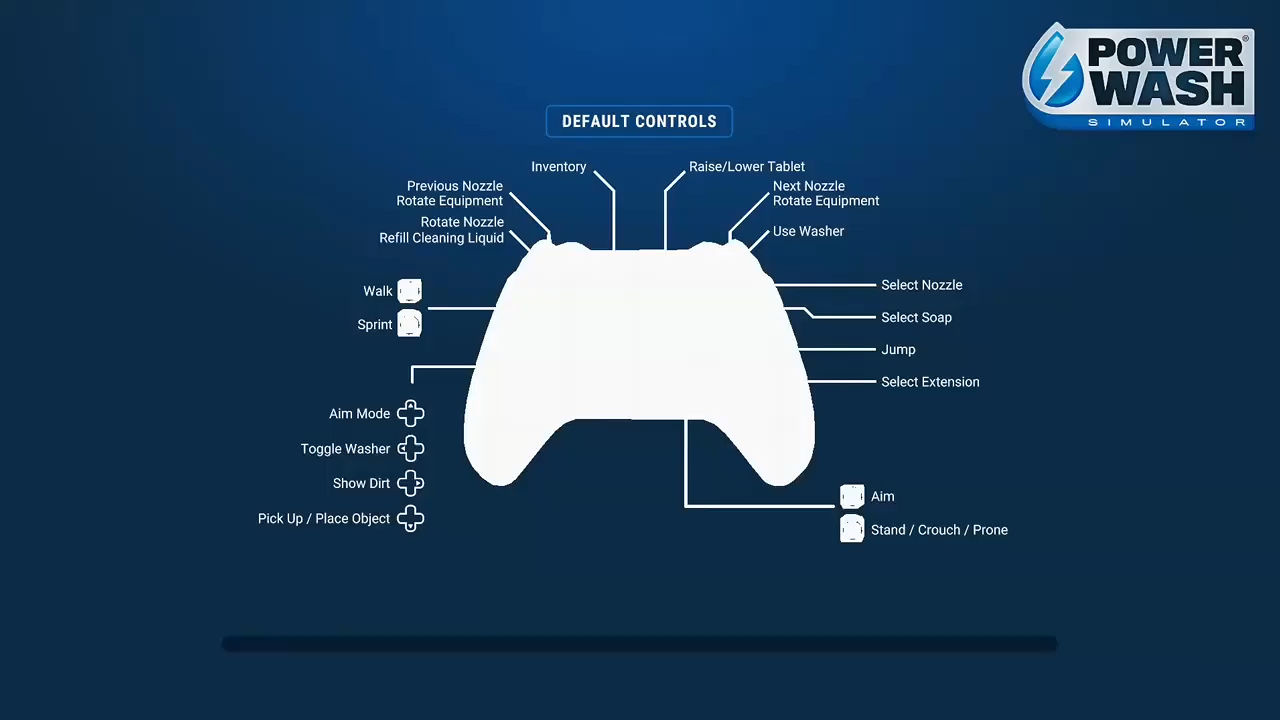 POWER
WASH
SIMULATOR
DEFAULT CONTROLS
Inventory
Raise/Lower Tablet
Previous Nozzle
Rotate Equipment
Next Nozzle
Rotate Equipment
Rotate Nozzle
Refill Cleaning Liquid
Use Washer
Walk
Sprint
Select Nozzle
Select Soap
Jump
Select Extension
Aim Mode
Toggle Washer
Show Dirt
Pick Up / Place Object
Aim
Stand / Crouch / Prone